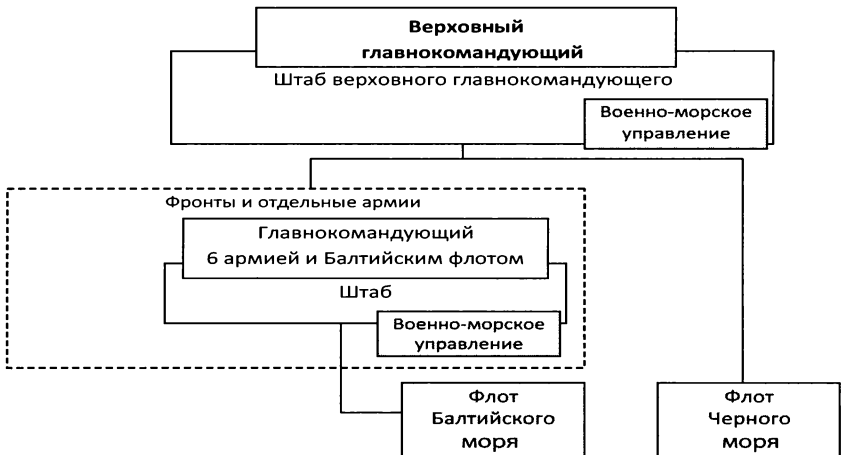 Верховный
главнокомандующий
Штаб верховного главнокомандующего
Военно-морское
управление
Фронты и отдельные армии
Главнокомандующий
6 армией и Балтийским флотом
Штаб
Военно-морское
управление
Флот
Балтийского
моря
Флот
Черного
моря